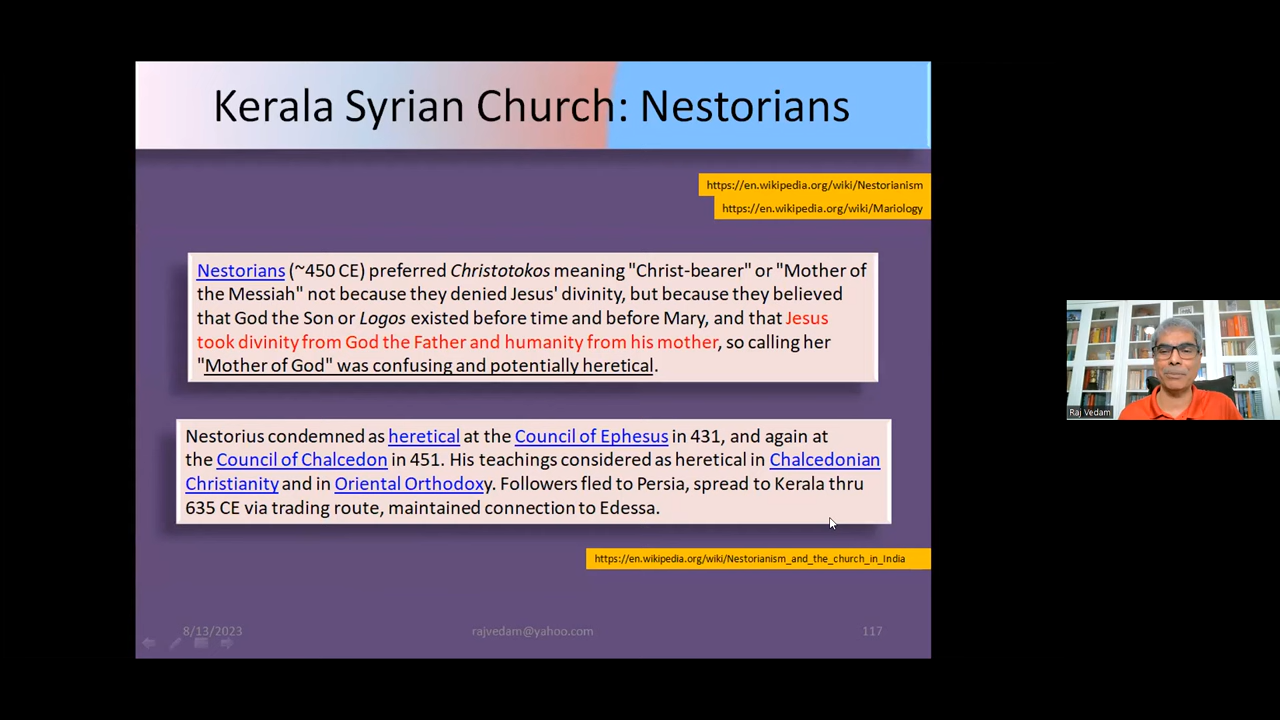 Kerala Syrian Church: Nestorians
https://en.wikipedia.org/wiki/Nestorianism
https://en.wikipedia.org/wiki/Mariology
Nestorians (~450 CE) preferred Christotokos meaning "Christ-bearer" or "Mother of
the Messiah" not because they denied Jesus' divinity, but because they believed
that God the Son or Logos existed before time and before Mary, and that Jesus
took divinity from God the Father and humanity from his mother, so calling her
"Mother of God" was confusing and potentially heretical.
Nestorius condemned as heretical at the Council of Ephesus in 431, and again at
the Council of Chalcedon in 451. His teachings considered as heretical in Chalcedonian
Christianity and in Oriental Orthodoxy. Followers fled to Persia, spread to Kerala thru
635 CE via trading route, maintained connection to Edessa.
https://en.wikipedia.org/wiki/Nestorianism_and_the_church_in_India
8/13/2023
rajvedam@yahoo.com
117
Raj Vedam